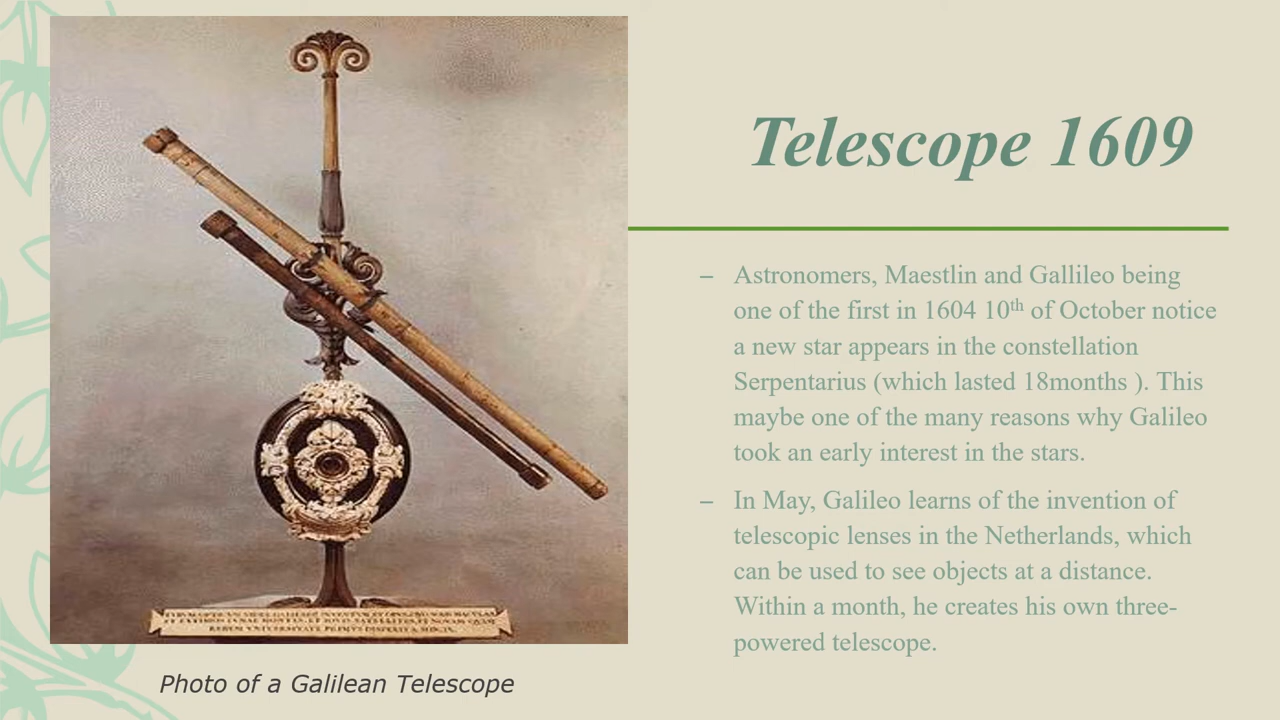 Telescope 1609
– Astronomers, Maestlin and Gallileo being
one of the first in 1604 10th of October notice
a new star appears in the constellation
Serpentarius (which lasted 18months ). This
maybe one of the many reasons why Galileo
took an early interest in the stars.
– In May, Galileo learns of the invention of
telescopic lenses in the Netherlands, which
can be used to see objects at a distance.
Within a month, he creates his own three-
powered telescope.
Photo of a Galilean Telescope